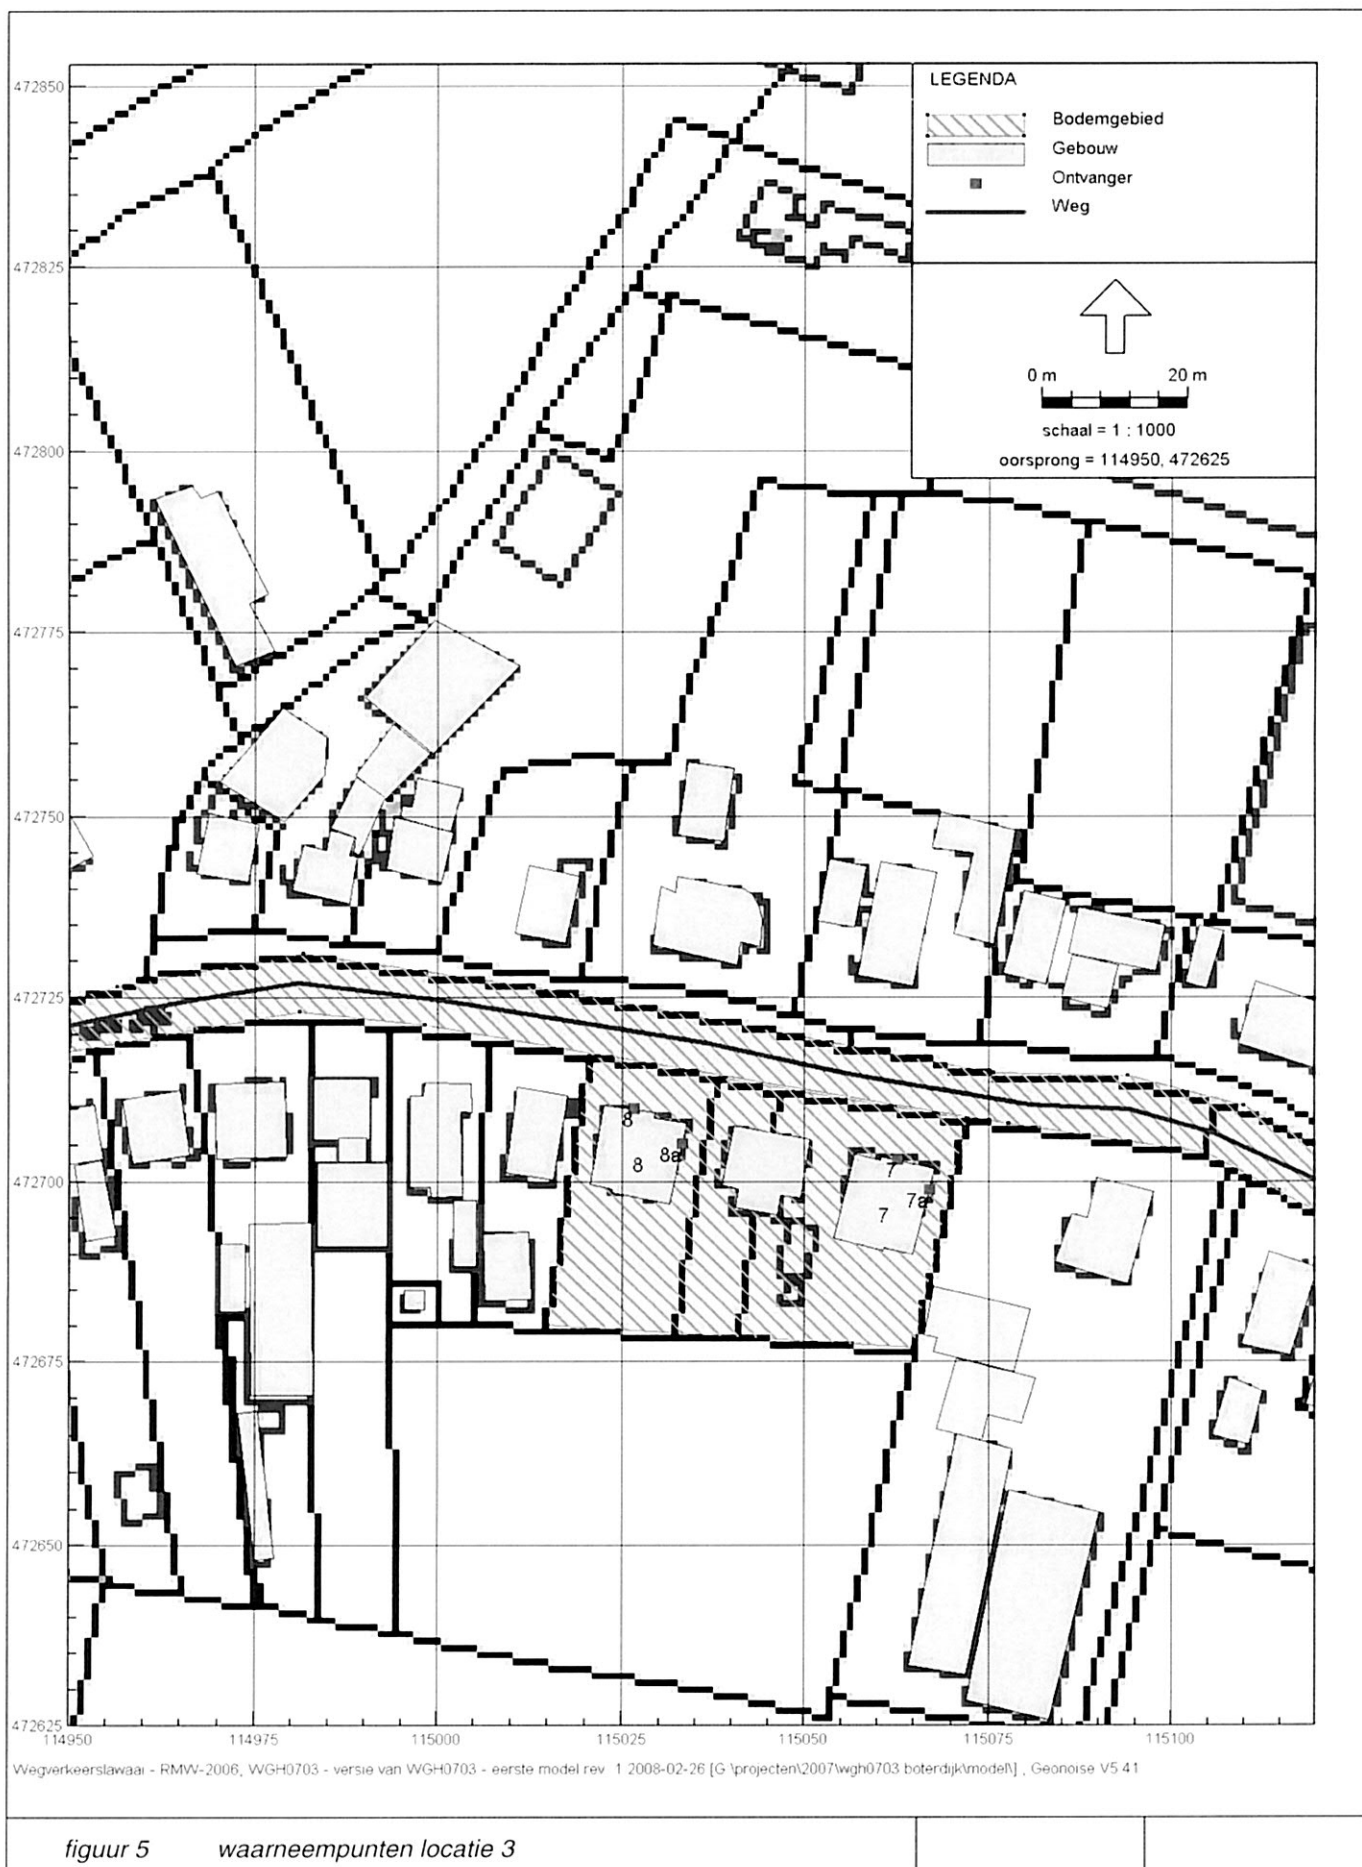 LEGENDA
Bodemgebied
Gebouw
Ontvanger
Weg
0 m 20 m
schaal = 1 : 1000
oorsprong = 114950, 472625
472850
472825
472800
472775
472750
472725
472700
472675
472650
472625
8
8a
8
7
7a
7
114950 114975 115000 115025 115050 115075 115100
Wegverkeerslawaai - RMW-2006, WGH0703 - versie van WGH0703 - eerste model rev 1 2008-02-26 [G:\projecten\2007\wgh0703 boterdijk\model\] , Geonoise V5.41
figuur 5 waarneempunten locatie 3